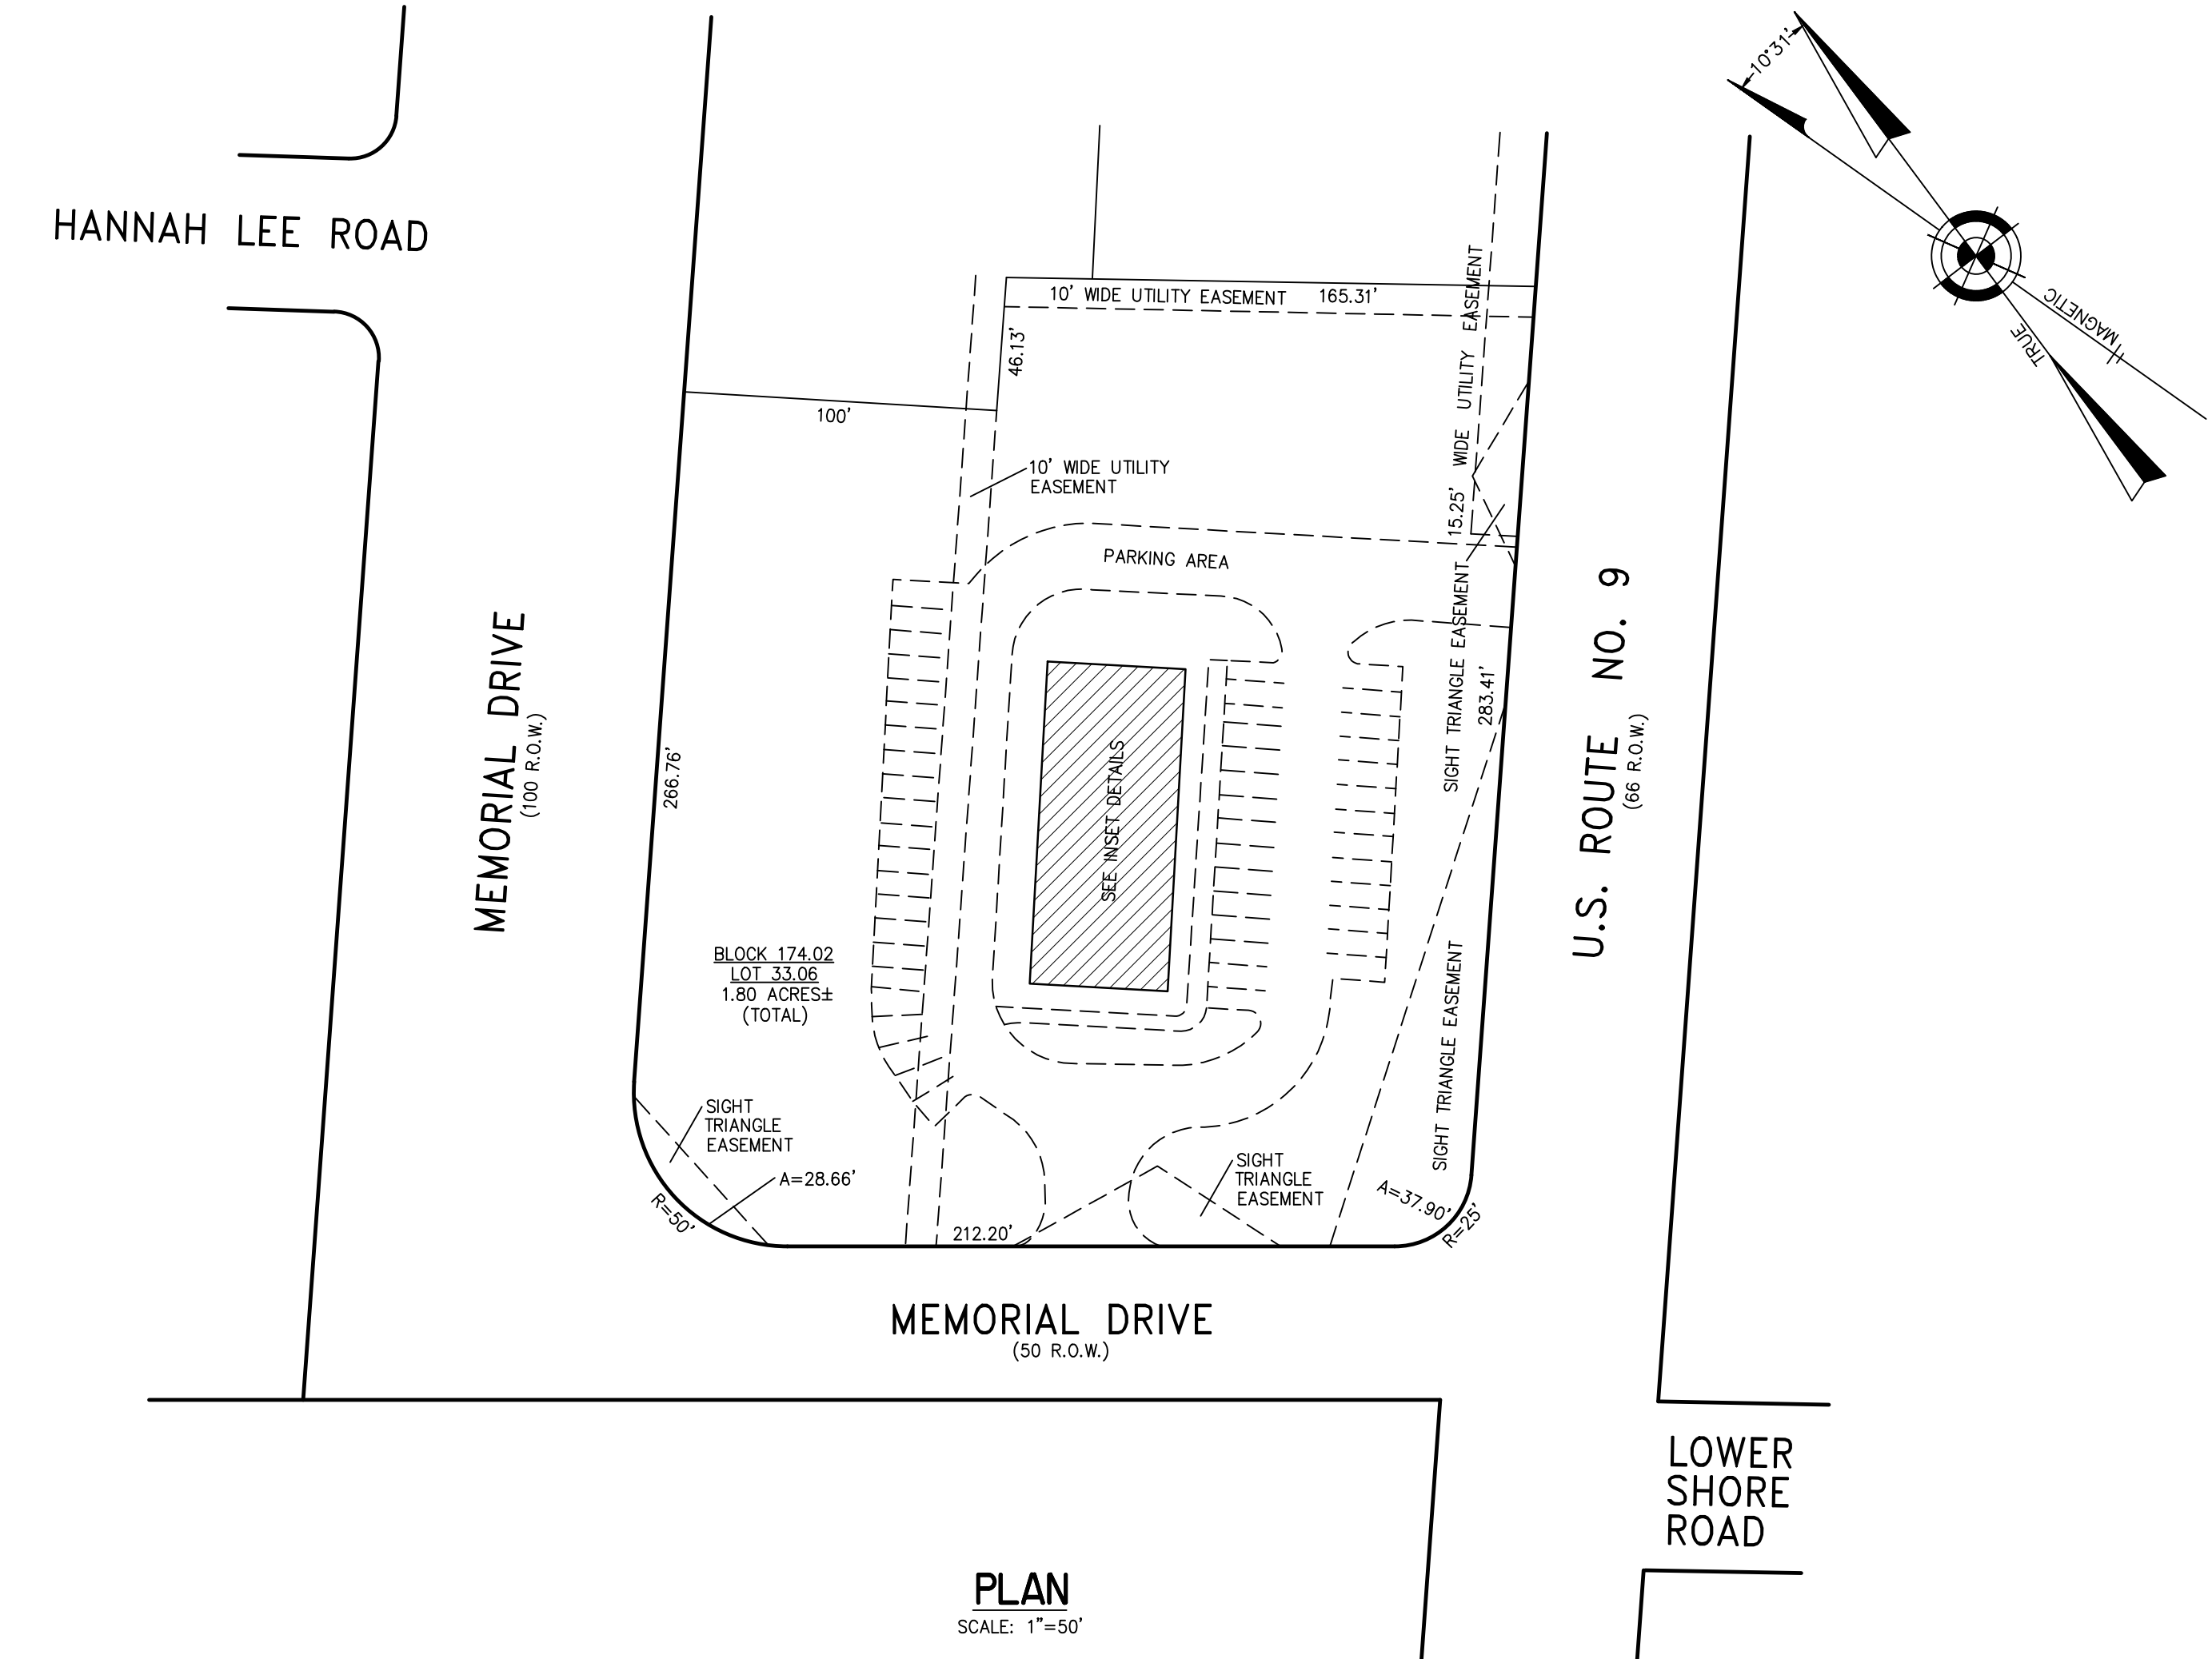 10°31'
HANNAH LEE ROAD
MAGNETIC
TRUE
10' WIDE UTILITY EASEMENT 165.31'
46.13'
100'
10' WIDE UTILITY
EASEMENT
15.25' WIDE UTILITY EASEMENT
PARKING AREA
SIGHT TRIANGLE EASEMENT
283.41'
U.S. ROUTE NO. 9
(66 R.O.W.)
MEMORIAL DRIVE
(100 R.O.W.)
266.76'
SEE INSET DETAILS
BLOCK 174.02
LOT 33.06
1.80 ACRES±
(TOTAL)
SIGHT TRIANGLE EASEMENT
SIGHT
TRIANGLE
EASEMENT
A=28.66'
R=50'
212.20'
SIGHT
TRIANGLE
EASEMENT
A=37.90'
R=25'
MEMORIAL DRIVE
(50 R.O.W.)
LOWER
SHORE
ROAD
PLAN
SCALE: 1"=50'